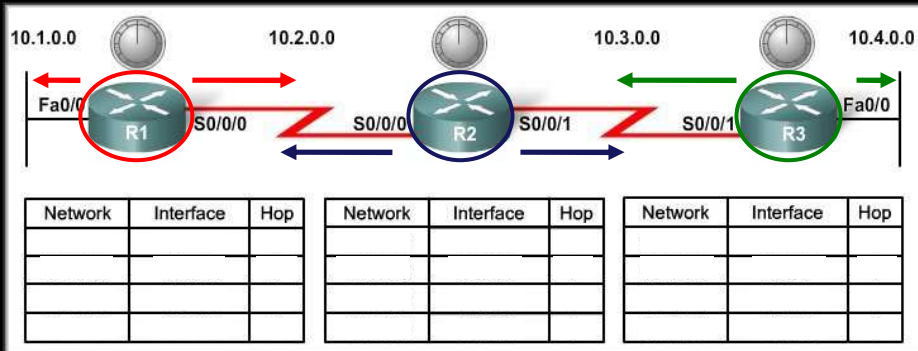 10.1.0.0 10.2.0.0 10.3.0.0 10.4.0.0
Fa0/0 R1 S0/0/0 S0/0/0 R2 S0/0/1 S0/0/1 R3 Fa0/0
Network Interface Hop Network Interface Hop Network Interface Hop